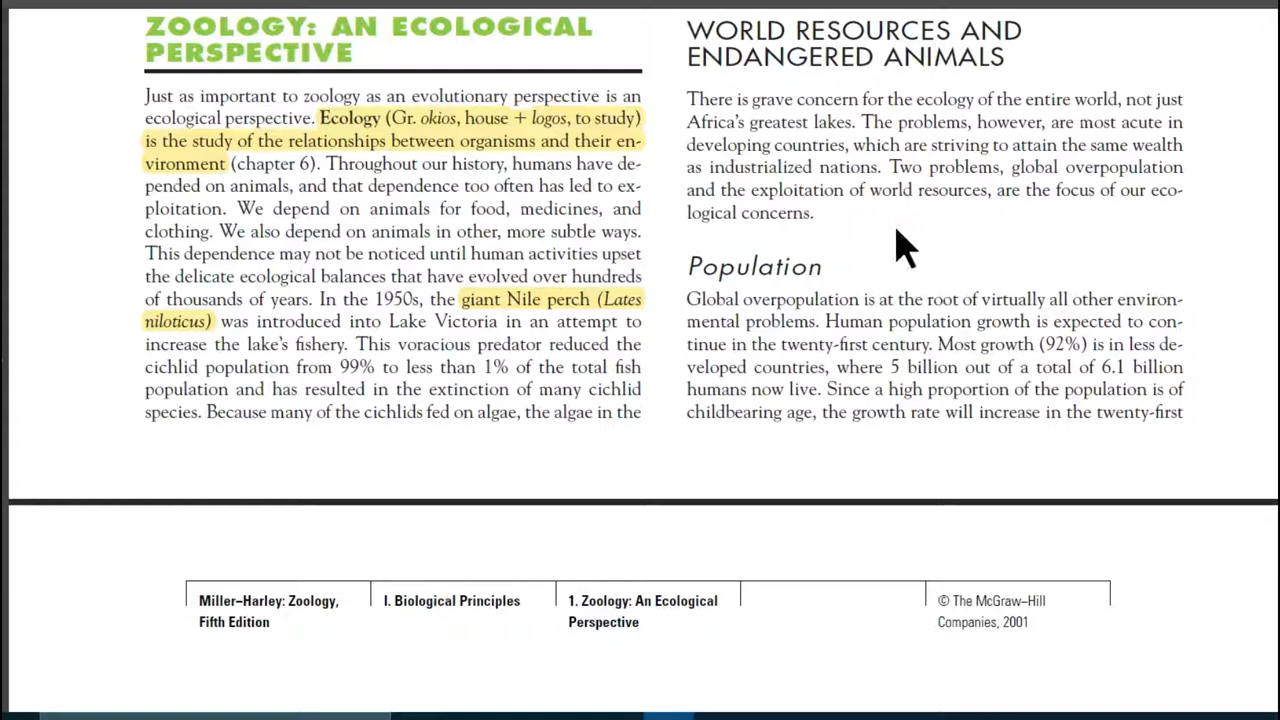 ZOOLOGY: AN ECOLOGICAL
PERSPECTIVE
Just as important to zoology as an evolutionary perspective is an
ecological perspective. Ecology (Gr. okios, house + logos, to study)
is the study of the relationships between organisms and their en-
vironment (chapter 6). Throughout our history, humans have de-
pended on animals, and that dependence too often has led to ex-
ploitation. We depend on animals for food, medicines, and
clothing. We also depend on animals in other, more subtle ways.
This dependence may not be noticed until human activities upset
the delicate ecological balances that have evolved over hundreds
of thousands of years. In the 1950s, the giant Nile perch (Lates
niloticus) was introduced into Lake Victoria in an attempt to
increase the lake's fishery. This voracious predator reduced the
cichlid population from 99% to less than 1% of the total fish
population and has resulted in the extinction of many cichlid
species. Because many of the cichlids fed on algae, the algae in the
WORLD RESOURCES AND
ENDANGERED ANIMALS
There is grave concern for the ecology of the entire world, not just
Africa's greatest lakes. The problems, however, are most acute in
developing countries, which are striving to attain the same wealth
as industrialized nations. Two problems, global overpopulation
and the exploitation of world resources, are the focus of our eco-
logical concerns.
Population
Global overpopulation is at the root of virtually all other environ-
mental problems. Human population growth is expected to con-
tinue in the twenty-first century. Most growth (92%) is in less de-
veloped countries, where 5 billion out of a total of 6.1 billion
humans now live. Since a high proportion of the population is of
childbearing age, the growth rate will increase in the twenty-first
Miller–Harley: Zoology,
Fifth Edition
I. Biological Principles
1. Zoology: An Ecological
Perspective
© The McGraw–Hill
Companies, 2001